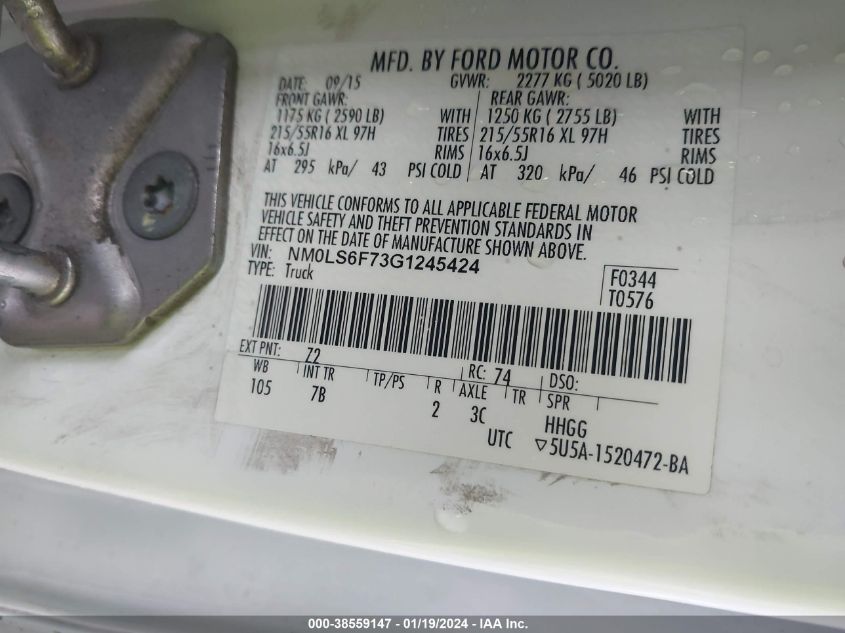 MFD. BY FORD MOTOR CO.
DATE: 09/15 GVWR: 2277 KG ( 5020 LB)
FRONT GAWR: REAR GAWR:
1175 KG ( 2590 LB) WITH 1250 KG ( 2755 LB) WITH
215/55R16 XL 97H TIRES 215/55R16 XL 97H TIRES
16x6.5J RIMS 16x6.5J RIMS
AT 295 kPa/ 43 PSI COLD AT 320 kPa/ 46 PSI COLD
THIS VEHICLE CONFORMS TO ALL APPLICABLE FEDERAL MOTOR
VEHICLE SAFETY AND THEFT PREVENTION STANDARDS IN
EFFECT ON THE DATE OF MANUFACTURE SHOWN ABOVE.
VIN: NM0LS6F73G1245424
TYPE: Truck
F0344
T0576
EXT PNT: Z2 RC: 74 DSO:
WB INT TR TP/PS R AXLE TR SPR
105 7B 2 3C HHGG
UTC ▽5U5A-1520472-BA
000-38559147 - 01/19/2024 - IAA Inc.